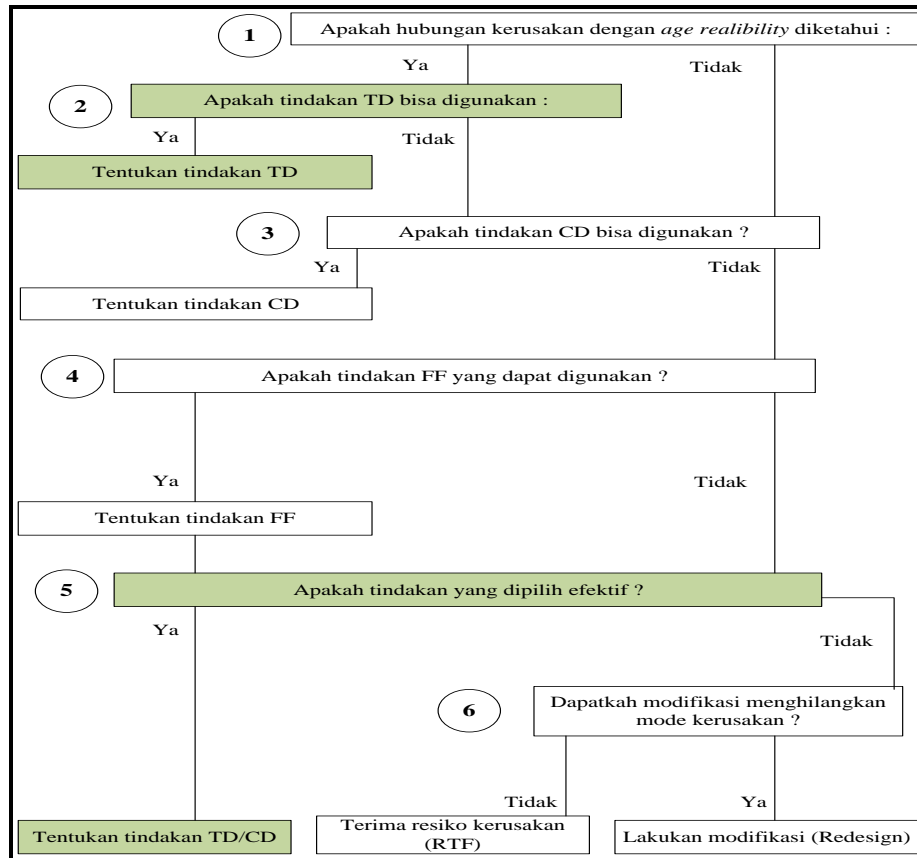 1
Apakah hubungan kerusakan dengan age realibility diketahui :
Ya
Tidak
2
Apakah tindakan TD bisa digunakan :
Ya
Tidak
Tentukan tindakan TD
3
Apakah tindakan CD bisa digunakan ?
Ya
Tidak
Tentukan tindakan CD
4
Apakah tindakan FF yang dapat digunakan ?
Ya
Tidak
Tentukan tindakan FF
5
Apakah tindakan yang dipilih efektif ?
Ya
Tidak
6
Dapatkah modifikasi menghilangkan
mode kerusakan ?
Tidak
Ya
Tentukan tindakan TD/CD
Terima resiko kerusakan
(RTF)
Lakukan modifikasi (Redesign)